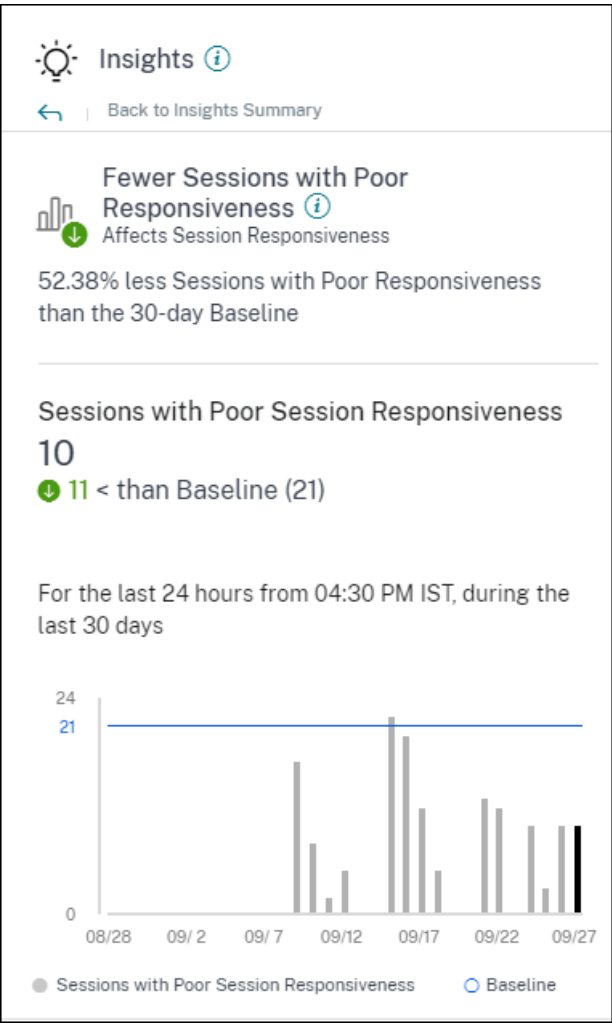 Insights i
Back to Insights Summary
Fewer Sessions with Poor
Responsiveness i
Affects Session Responsiveness
52.38% less Sessions with Poor Responsiveness
than the 30-day Baseline
Sessions with Poor Session Responsiveness
10
11 < than Baseline (21)
For the last 24 hours from 04:30 PM IST, during the
last 30 days
24
21
0
08/28 09/ 2 09/ 7 09/12 09/17 09/22 09/27
Sessions with Poor Session Responsiveness Baseline